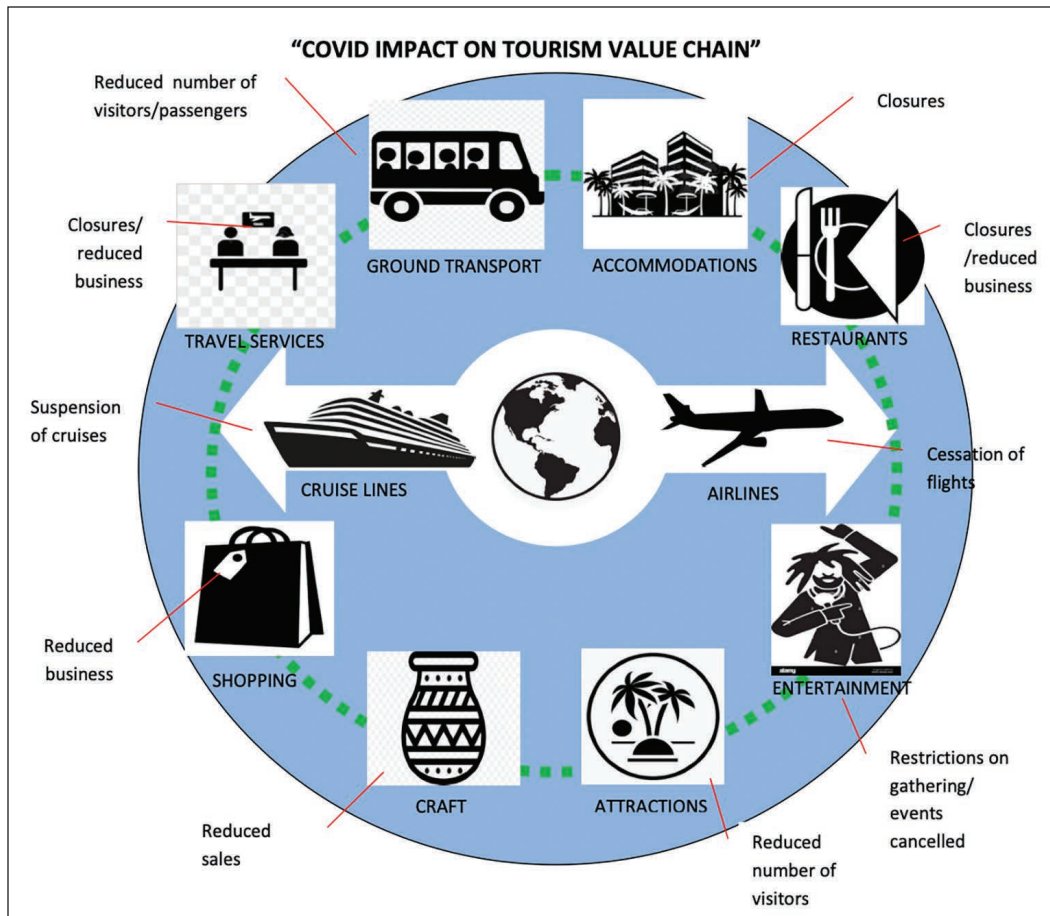 “COVID IMPACT ON TOURISM VALUE CHAIN”
Reduced number of
visitors/passengers
Closures
Closures/
reduced
business
GROUND TRANSPORT
ACCOMMODATIONS
Closures
/reduced
business
TRAVEL SERVICES
RESTAURANTS
Suspension
of cruises
CRUISE LINES
AIRLINES
Cessation of
flights
Reduced
business
SHOPPING
ENTERTAINMENT
alamy
CRAFT
ATTRACTIONS
Reduced
sales
Reduced
number of
visitors
Restrictions on
gathering/
events
cancelled